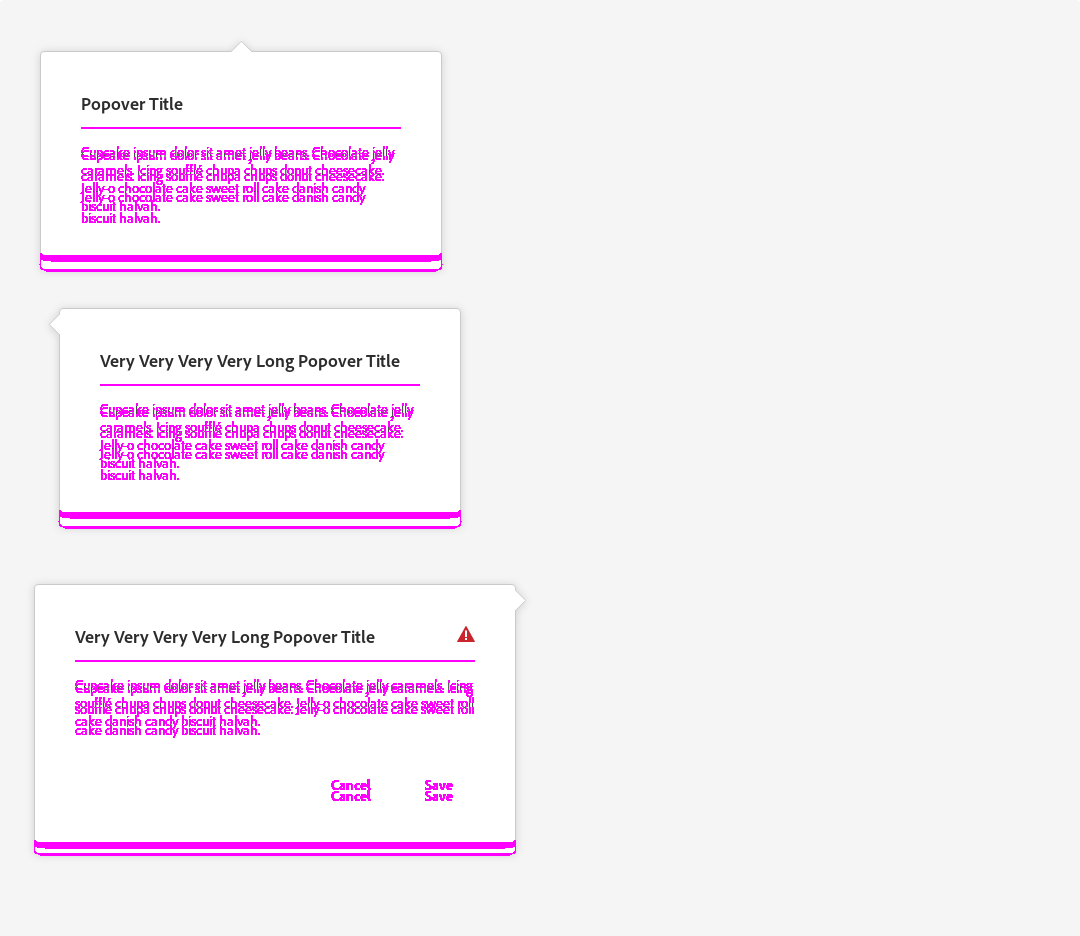 Popover Title
Cupcake ipsum dolor sit amet jelly beans. Chocolate jelly
caramels. Icing soufflé chupa chups donut cheesecake.
Jelly-o chocolate cake sweet roll cake danish candy
biscuit halvah.
Very Very Very Very Long Popover Title
Cupcake ipsum dolor sit amet jelly beans. Chocolate jelly
caramels. Icing soufflé chupa chups donut cheesecake.
Jelly-o chocolate cake sweet roll cake danish candy
biscuit halvah.
Very Very Very Very Long Popover Title
Cupcake ipsum dolor sit amet jelly beans. Chocolate jelly caramels. Icing
soufflé chupa chups donut cheesecake. Jelly-o chocolate cake sweet roll
cake danish candy biscuit halvah.
Cancel Save